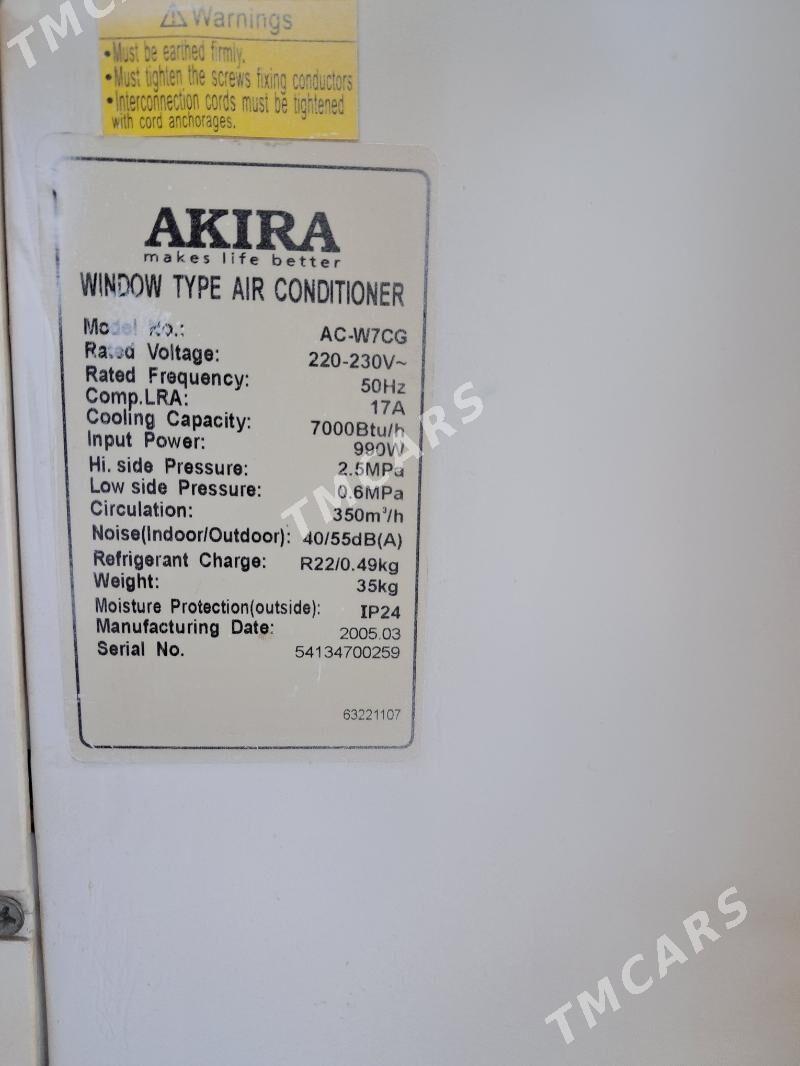 TMCARS
⚠Warnings
•Must be earthed firmly.
•Must tighten the screws fixing conductors
•Interconnection cords must be tightened
with cord anchorages.
AKIRA
makes life better
WINDOW TYPE AIR CONDITIONER
Model No.: AC-W7CG
Rated Voltage: 220-230V~
Rated Frequency: 50Hz
Comp.LRA: 17A
Cooling Capacity: 7000Btu/h
Input Power: 990W
Hi. side Pressure: 2.5MPa
Low side Pressure: 0.6MPa
Circulation: 350m³/h
Noise(Indoor/Outdoor): 40/55dB(A)
Refrigerant Charge: R22/0.49kg
Weight: 35kg
Moisture Protection(outside): IP24
Manufacturing Date: 2005.03
Serial No. 54134700259
63221107
TMCARS
TMCARS